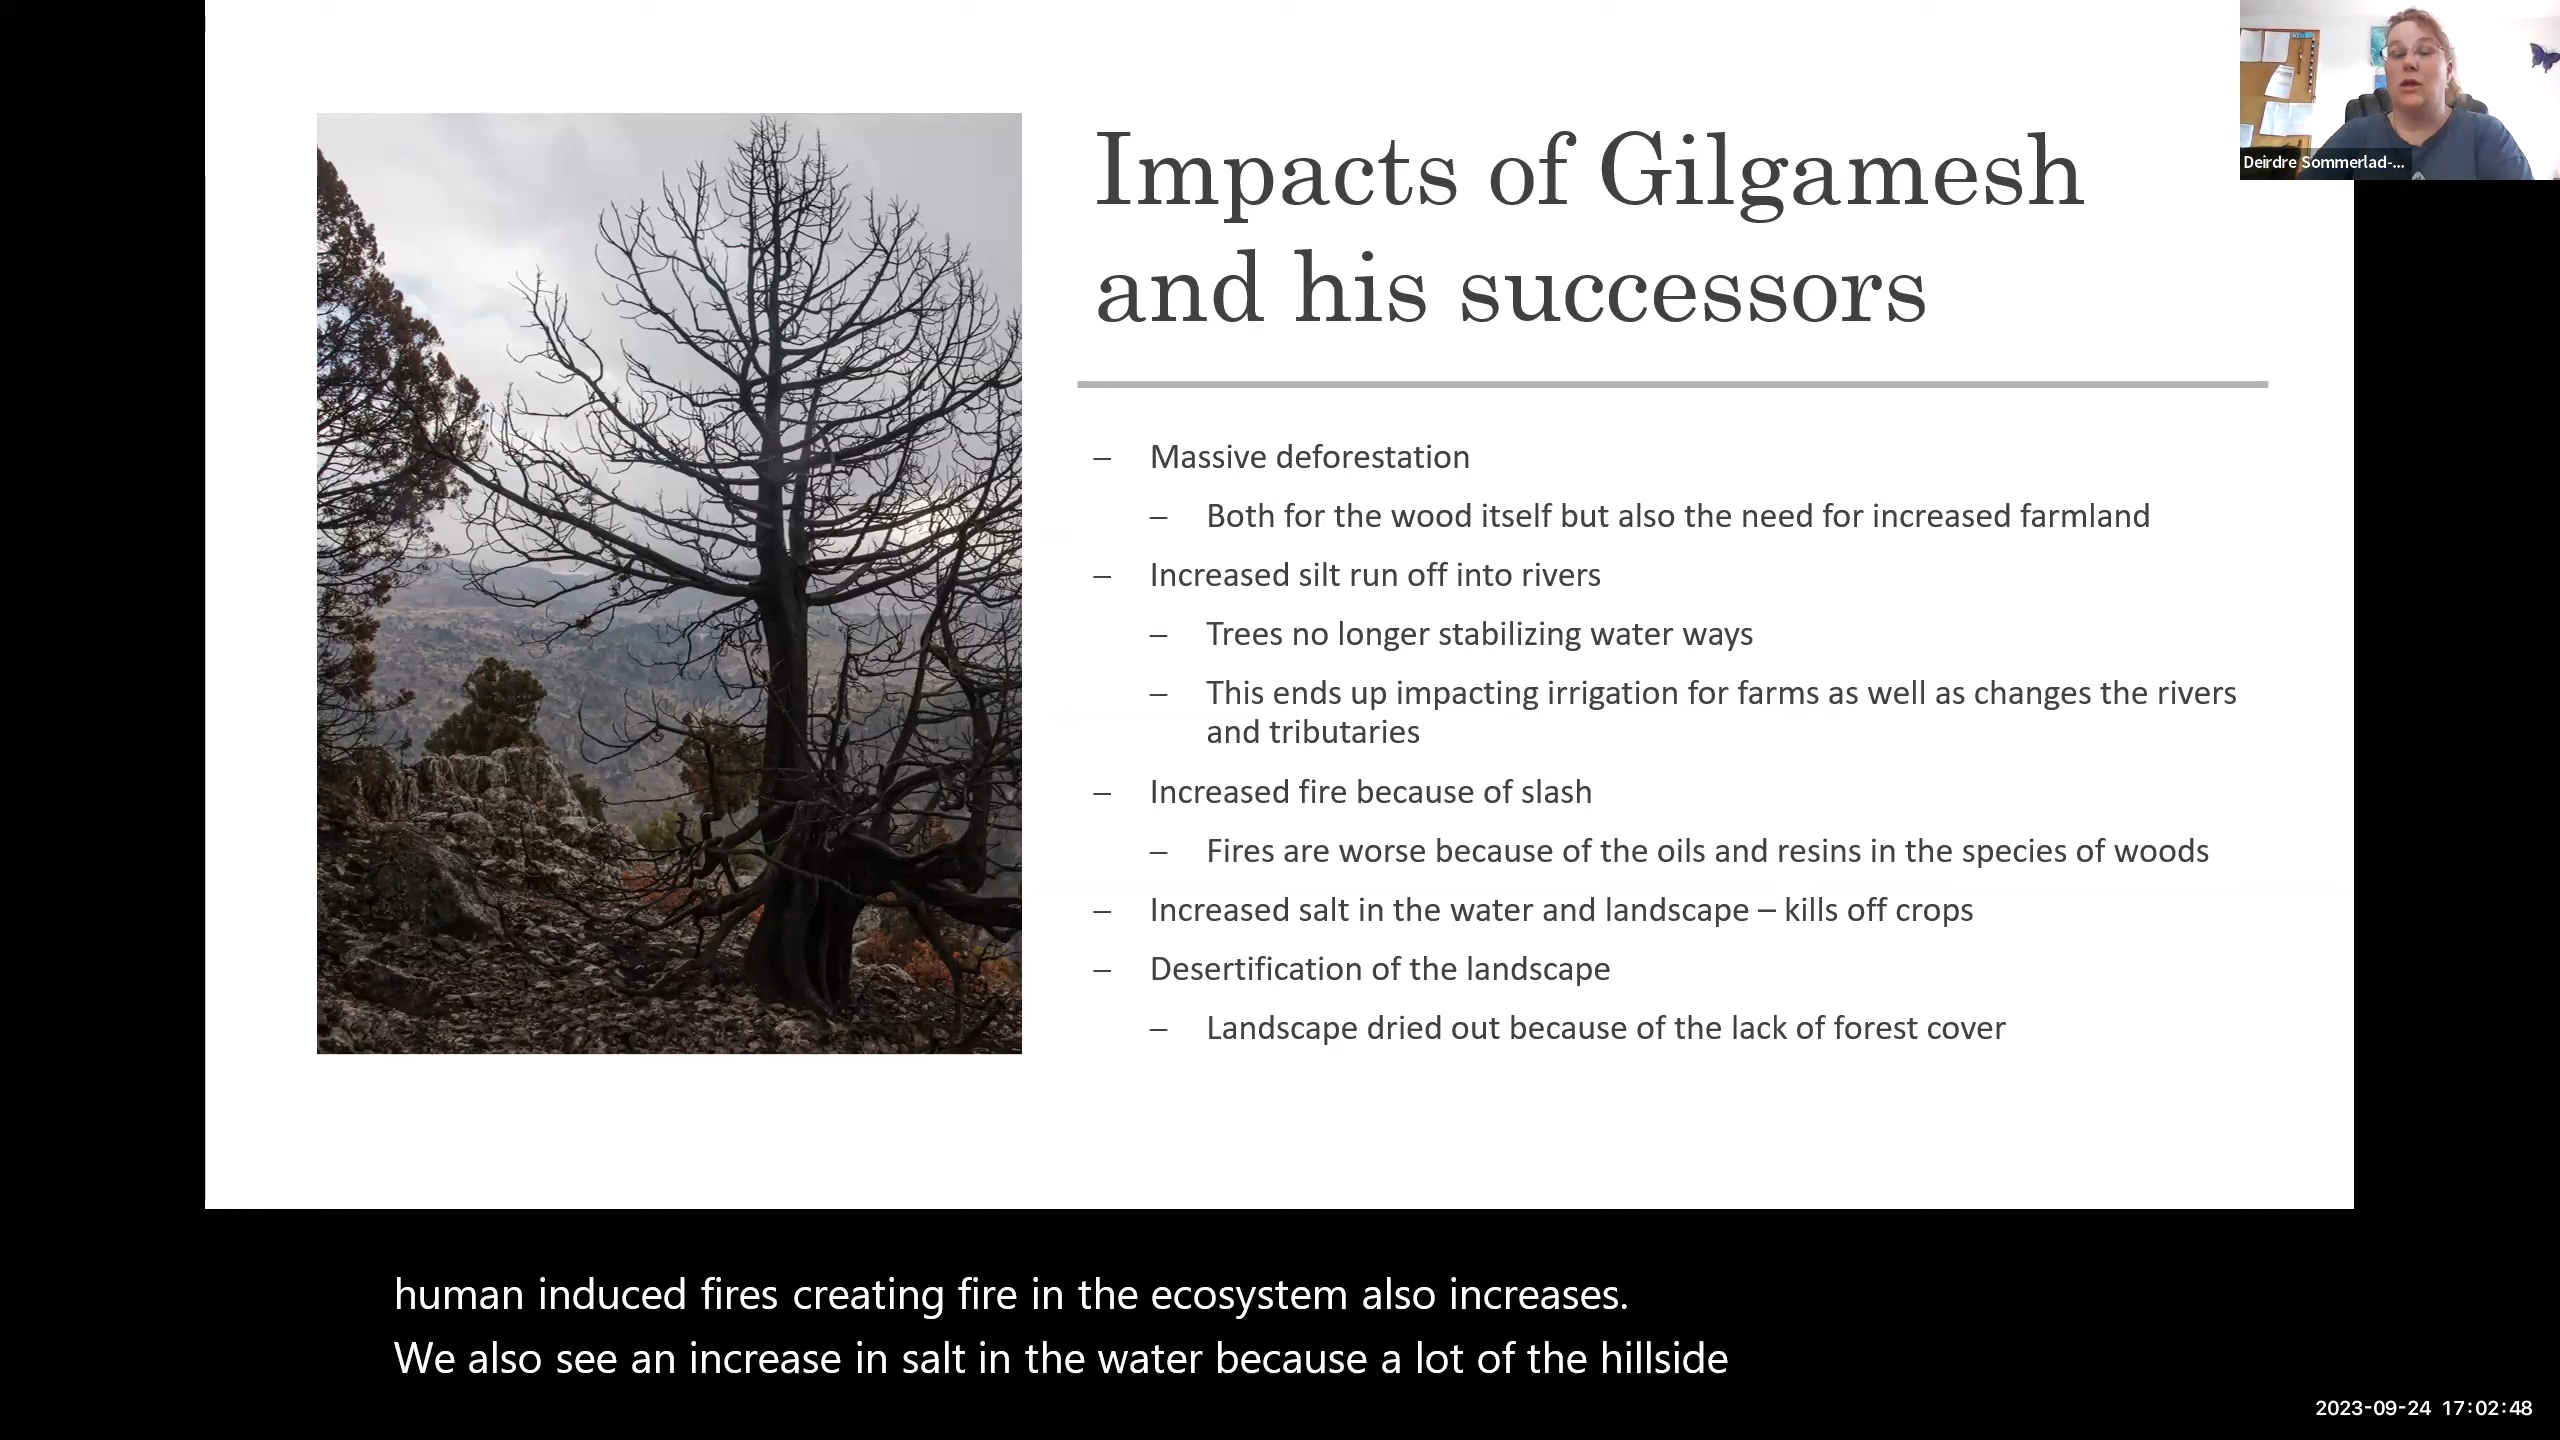 Impacts of Gilgamesh
and his successors
– Massive deforestation
– Both for the wood itself but also the need for increased farmland
– Increased silt run off into rivers
– Trees no longer stabilizing water ways
– This ends up impacting irrigation for farms as well as changes the rivers
and tributaries
– Increased fire because of slash
– Fires are worse because of the oils and resins in the species of woods
– Increased salt in the water and landscape – kills off crops
– Desertification of the landscape
– Landscape dried out because of the lack of forest cover
Deirdre Sommerlad-...
human induced fires creating fire in the ecosystem also increases.
We also see an increase in salt in the water because a lot of the hillside
2023-09-24 17:02:48